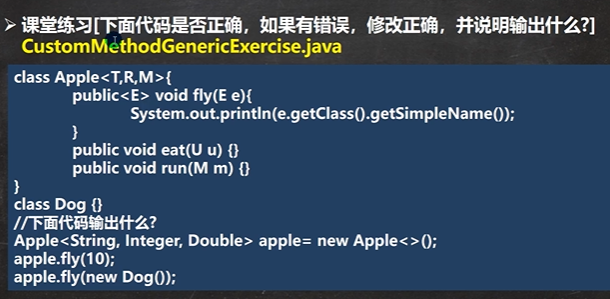 课堂练习[下面代码是否正确，如果有错误，修改正确，并说明输出什么?]
CustomMethodGenericExercise.java
class Apple<T,R,M>{
public<E> void fly(E e){
System.out.println(e.getClass().getSimpleName());
}
public void eat(U u) {}
public void run(M m) {}
}
class Dog {}
//下面代码输出什么?
Apple<String, Integer, Double> apple= new Apple<>();
apple.fly(10);
apple.fly(new Dog());